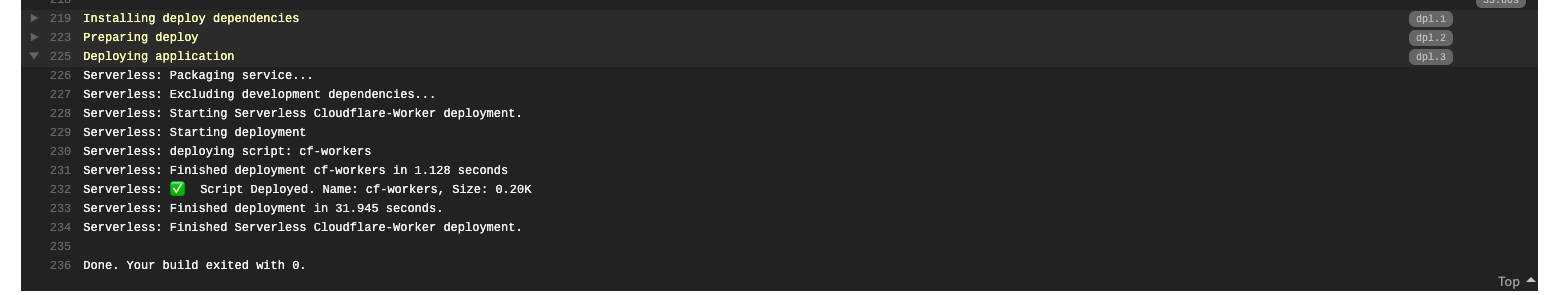 219 Installing deploy dependencies dpl.1
223 Preparing deploy dpl.2
225 Deploying application dpl.3
226 Serverless: Packaging service...
227 Serverless: Excluding development dependencies...
228 Serverless: Starting Serverless Cloudflare-Worker deployment.
229 Serverless: Starting deployment
230 Serverless: deploying script: cf-workers
231 Serverless: Finished deployment cf-workers in 1.128 seconds
232 Serverless: ✅ Script Deployed. Name: cf-workers, Size: 0.20K
233 Serverless: Finished deployment in 31.945 seconds.
234 Serverless: Finished Serverless Cloudflare-Worker deployment.
235
236 Done. Your build exited with 0.
Top